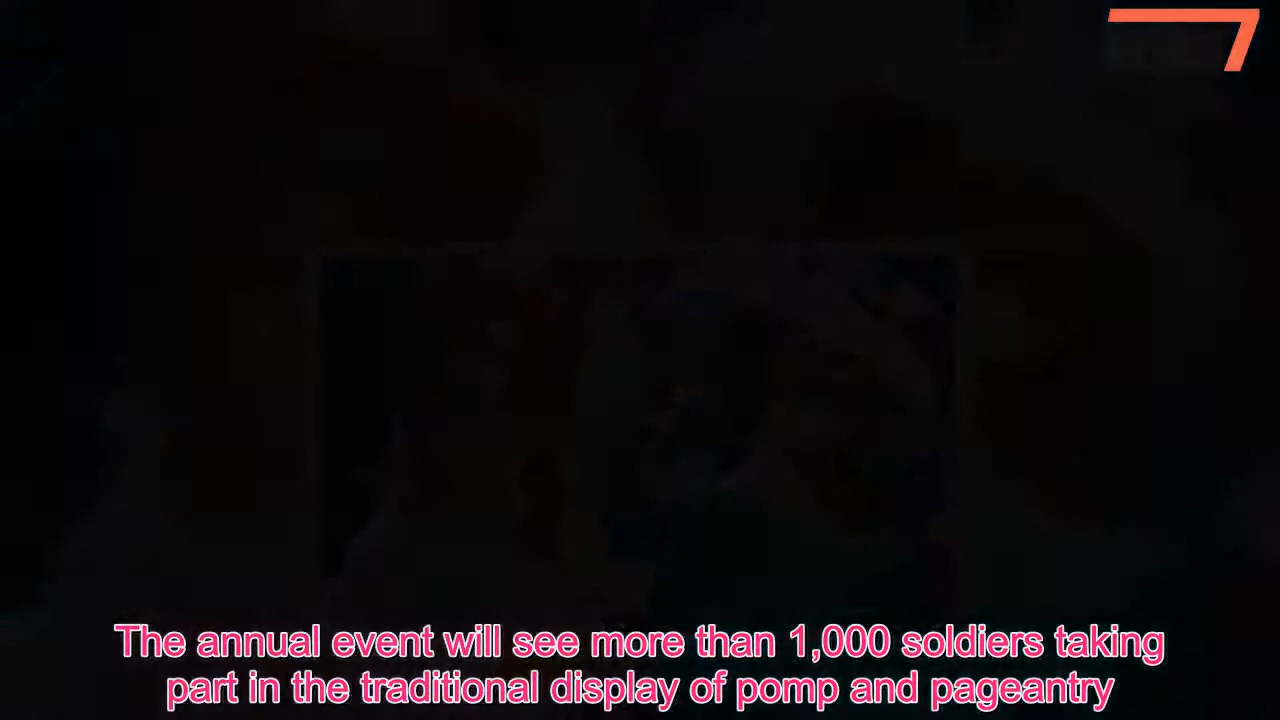 The annual event will see more than 1,000 soldiers taking
part in the traditional display of pomp and pageantry